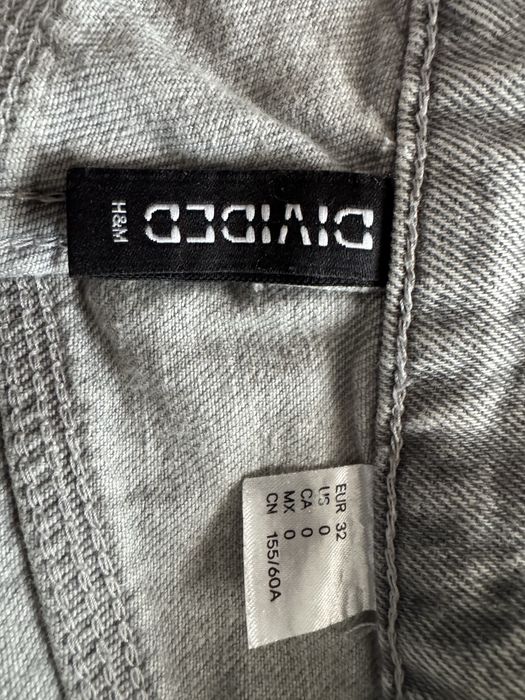 DIVIDED
H&M
EUR 32
US 0
CA 0
MX 0
CN 155/60A